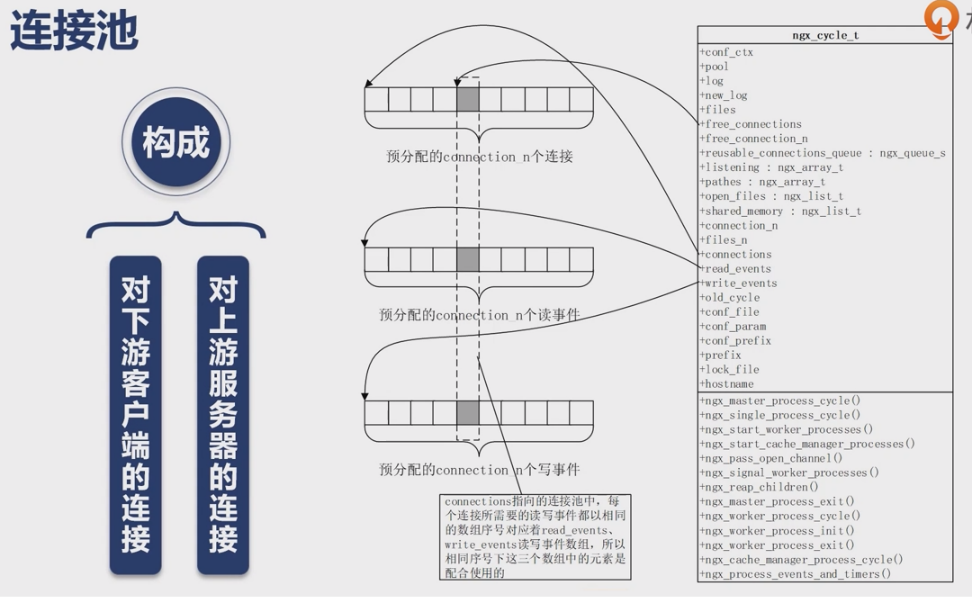 连接池
构成
对下游客户端的连接
对上游服务器的连接
预分配的connection_n个连接
预分配的connection_n个读事件
预分配的connection_n个写事件
connections指向的连接池中，每
个连接所需要的读写事件都以相同
的数组序号对应着read_events、
write_events读写事件数组，所以
相同序号下这三个数组中的元素是
配合使用的
ngx_cycle_t
+conf_ctx
+pool
+log
+new_log
+files
+free_connections
+free_connection_n
+reusable_connections_queue : ngx_queue_s
+listening : ngx_array_t
+pathes : ngx_array_t
+open_files : ngx_list_t
+shared_memory : ngx_list_t
+connection_n
+files_n
+connections
+read_events
+write_events
+old_cycle
+conf_file
+conf_param
+conf_prefix
+prefix
+lock_file
+hostname
+ngx_master_process_cycle()
+ngx_single_process_cycle()
+ngx_start_worker_processes()
+ngx_start_cache_manager_processes()
+ngx_pass_open_channel()
+ngx_signal_worker_processes()
+ngx_reap_children()
+ngx_master_process_exit()
+ngx_worker_process_cycle()
+ngx_worker_process_init()
+ngx_worker_process_exit()
+ngx_cache_manager_process_cycle()
+ngx_process_events_and_timers()